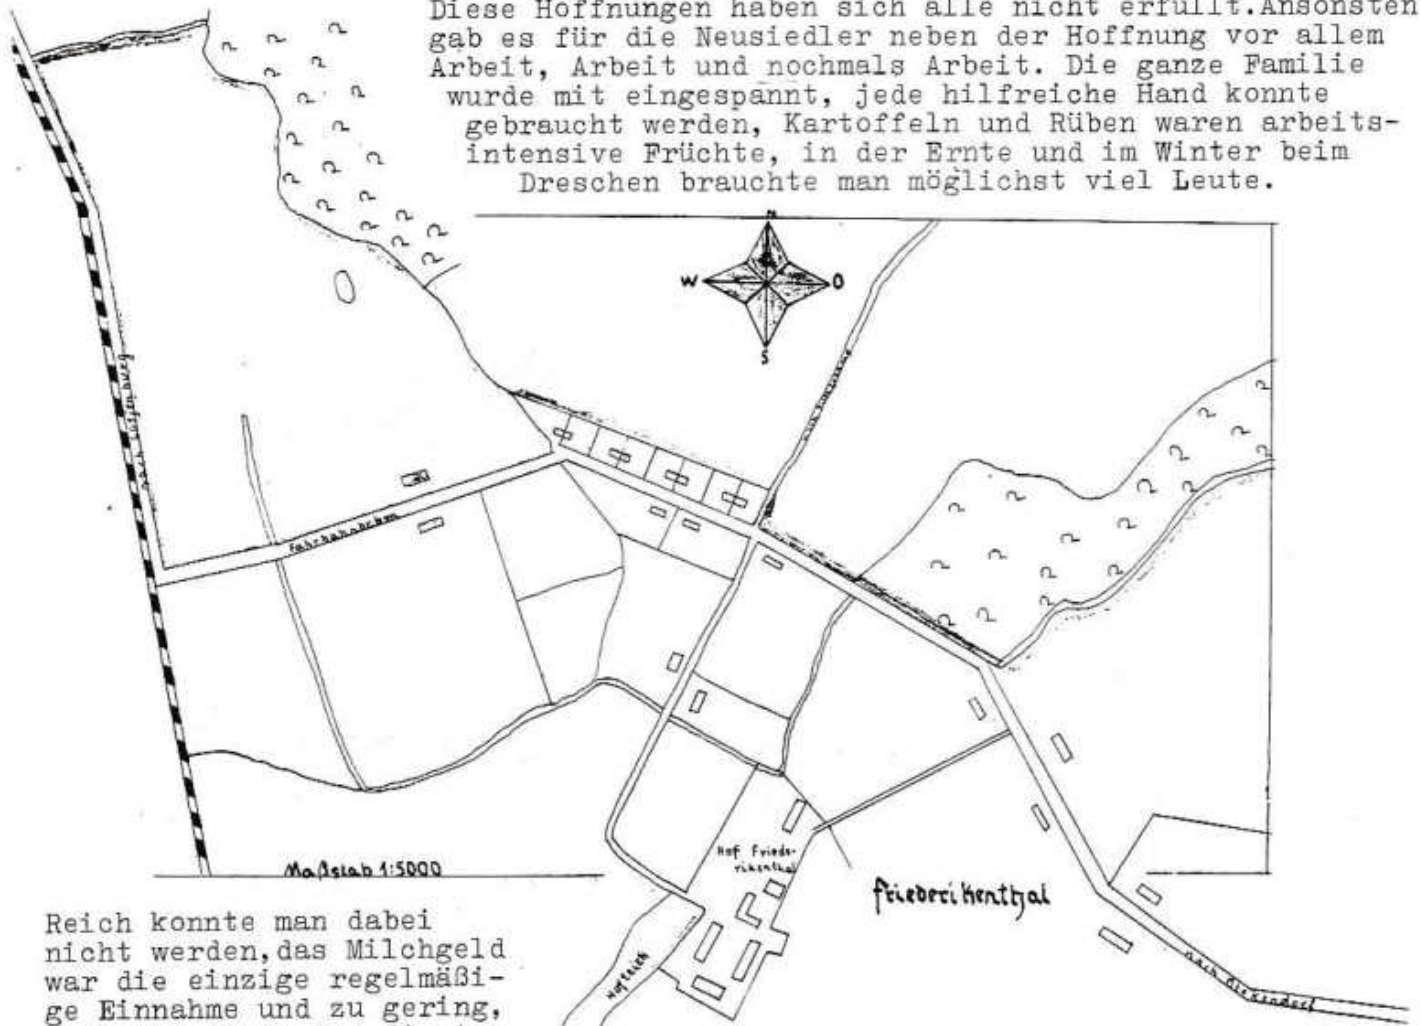 Diese Hoffnungen haben sich alle nicht erfüllt.Ansonsten
gab es für die Neusiedler neben der Hoffnung vor allem
Arbeit, Arbeit und nochmals Arbeit. Die ganze Familie
wurde mit eingespannt, jede hilfreiche Hand konnte
gebraucht werden, Kartoffeln und Rüben waren arbeits-
intensive Früchte, in der Ernte und im Winter beim
Dreschen brauchte man möglichst viel Leute.
N
W
O
S
nach
Maßstab 1:5000
Hof Friede-
rikenthal
Friederikenthal
Hofteich
nach
Reich konnte man dabei
nicht werden,das Milchgeld
war die einzige regelmäßi-
ge Einnahme und zu gering,